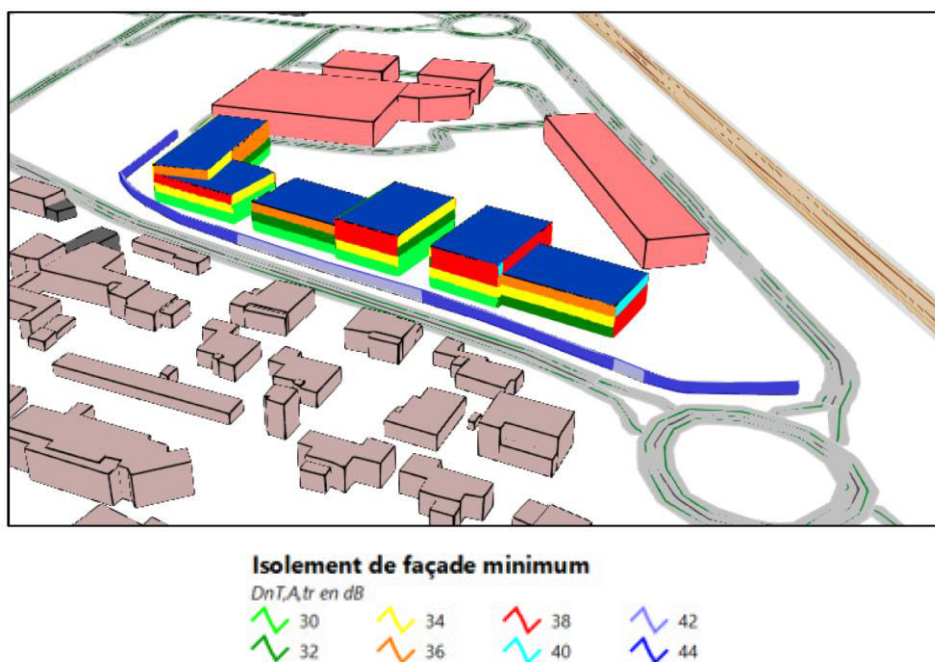 Isolement de façade minimum
DnT,A,tr en dB
30 34 38 42
32 36 40 44